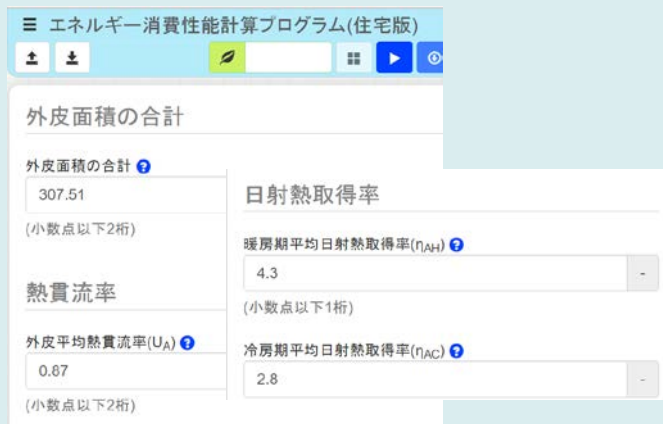 エネルギー消費性能計算プログラム(住宅版)
外皮面積の合計
外皮面積の合計
307.51
(小数点以下2桁)
熱貫流率
外皮平均熱貫流率(UA)
0.87
(小数点以下2桁)
日射熱取得率
暖房期平均日射熱取得率(ηAH)
4.3
-
(小数点以下1桁)
冷房期平均日射熱取得率(ηAC)
2.8
-